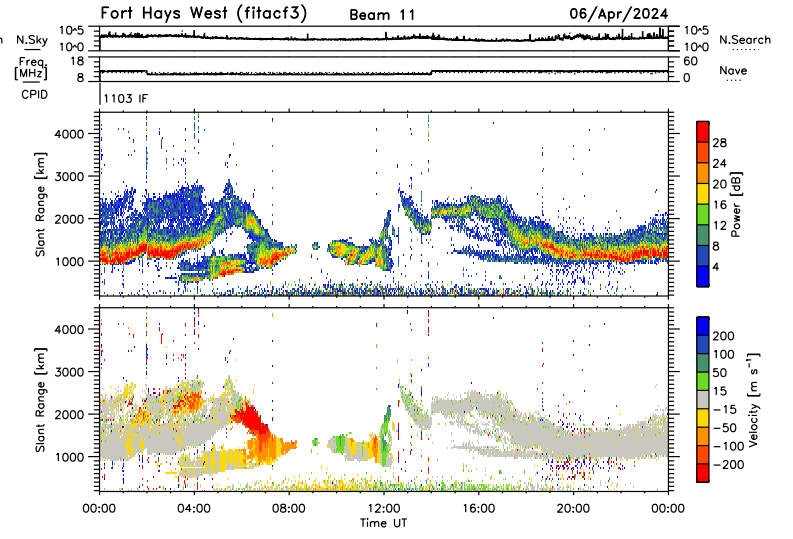 Fort Hays West (fitacf3) Beam 11 06/Apr/2024
N.Sky 10^5 10^0 10^5 10^0 N.Search
Freq. [MHz] 18 8 60 0 Nave
CPID 1103 IF
Slant Range [km] 4000 3000 2000 1000
28 24 20 16 12 8 4 Power [dB]
Slant Range [km] 4000 3000 2000 1000
200 100 50 15 −15 −50 −100 −200 Velocity [m s⁻¹]
00:00 04:00 08:00 12:00 16:00 20:00 00:00
Time UT